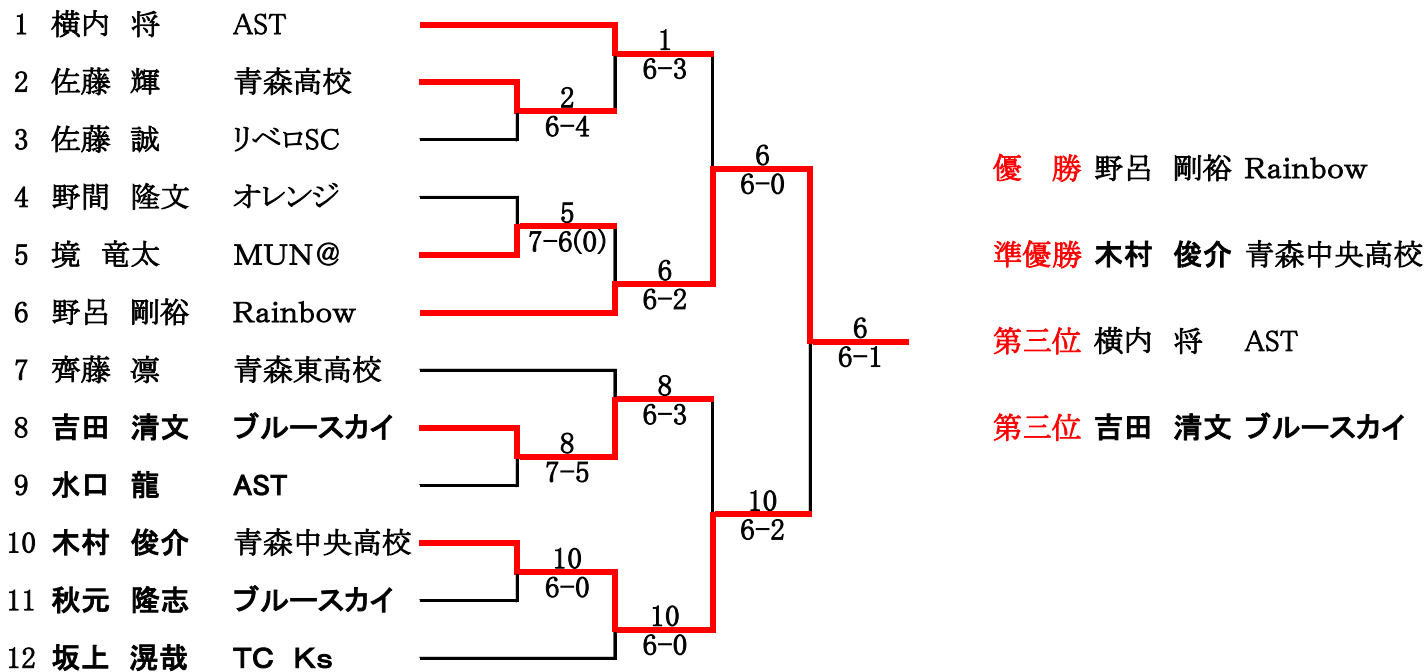 1 横内 将 AST
2 佐藤 輝 青森高校
3 佐藤 誠 リベロSC
4 野間 隆文 オレンジ
5 境 竜太 MUN@
6 野呂 剛裕 Rainbow
7 齊藤 凛 青森東高校
8 吉田 清文 ブルースカイ
9 水口 龍 AST
10 木村 俊介 青森中央高校
11 秋元 隆志 ブルースカイ
12 坂上 滉哉 TC Ks
2
6-4
5
7-6(0)
8
7-5
10
6-0
1
6-3
6
6-2
8
6-3
10
6-0
6
6-0
10
6-2
6
6-1
優 勝 野呂 剛裕 Rainbow
準優勝 木村 俊介 青森中央高校
第三位 横内 将 AST
第三位 吉田 清文 ブルースカイ